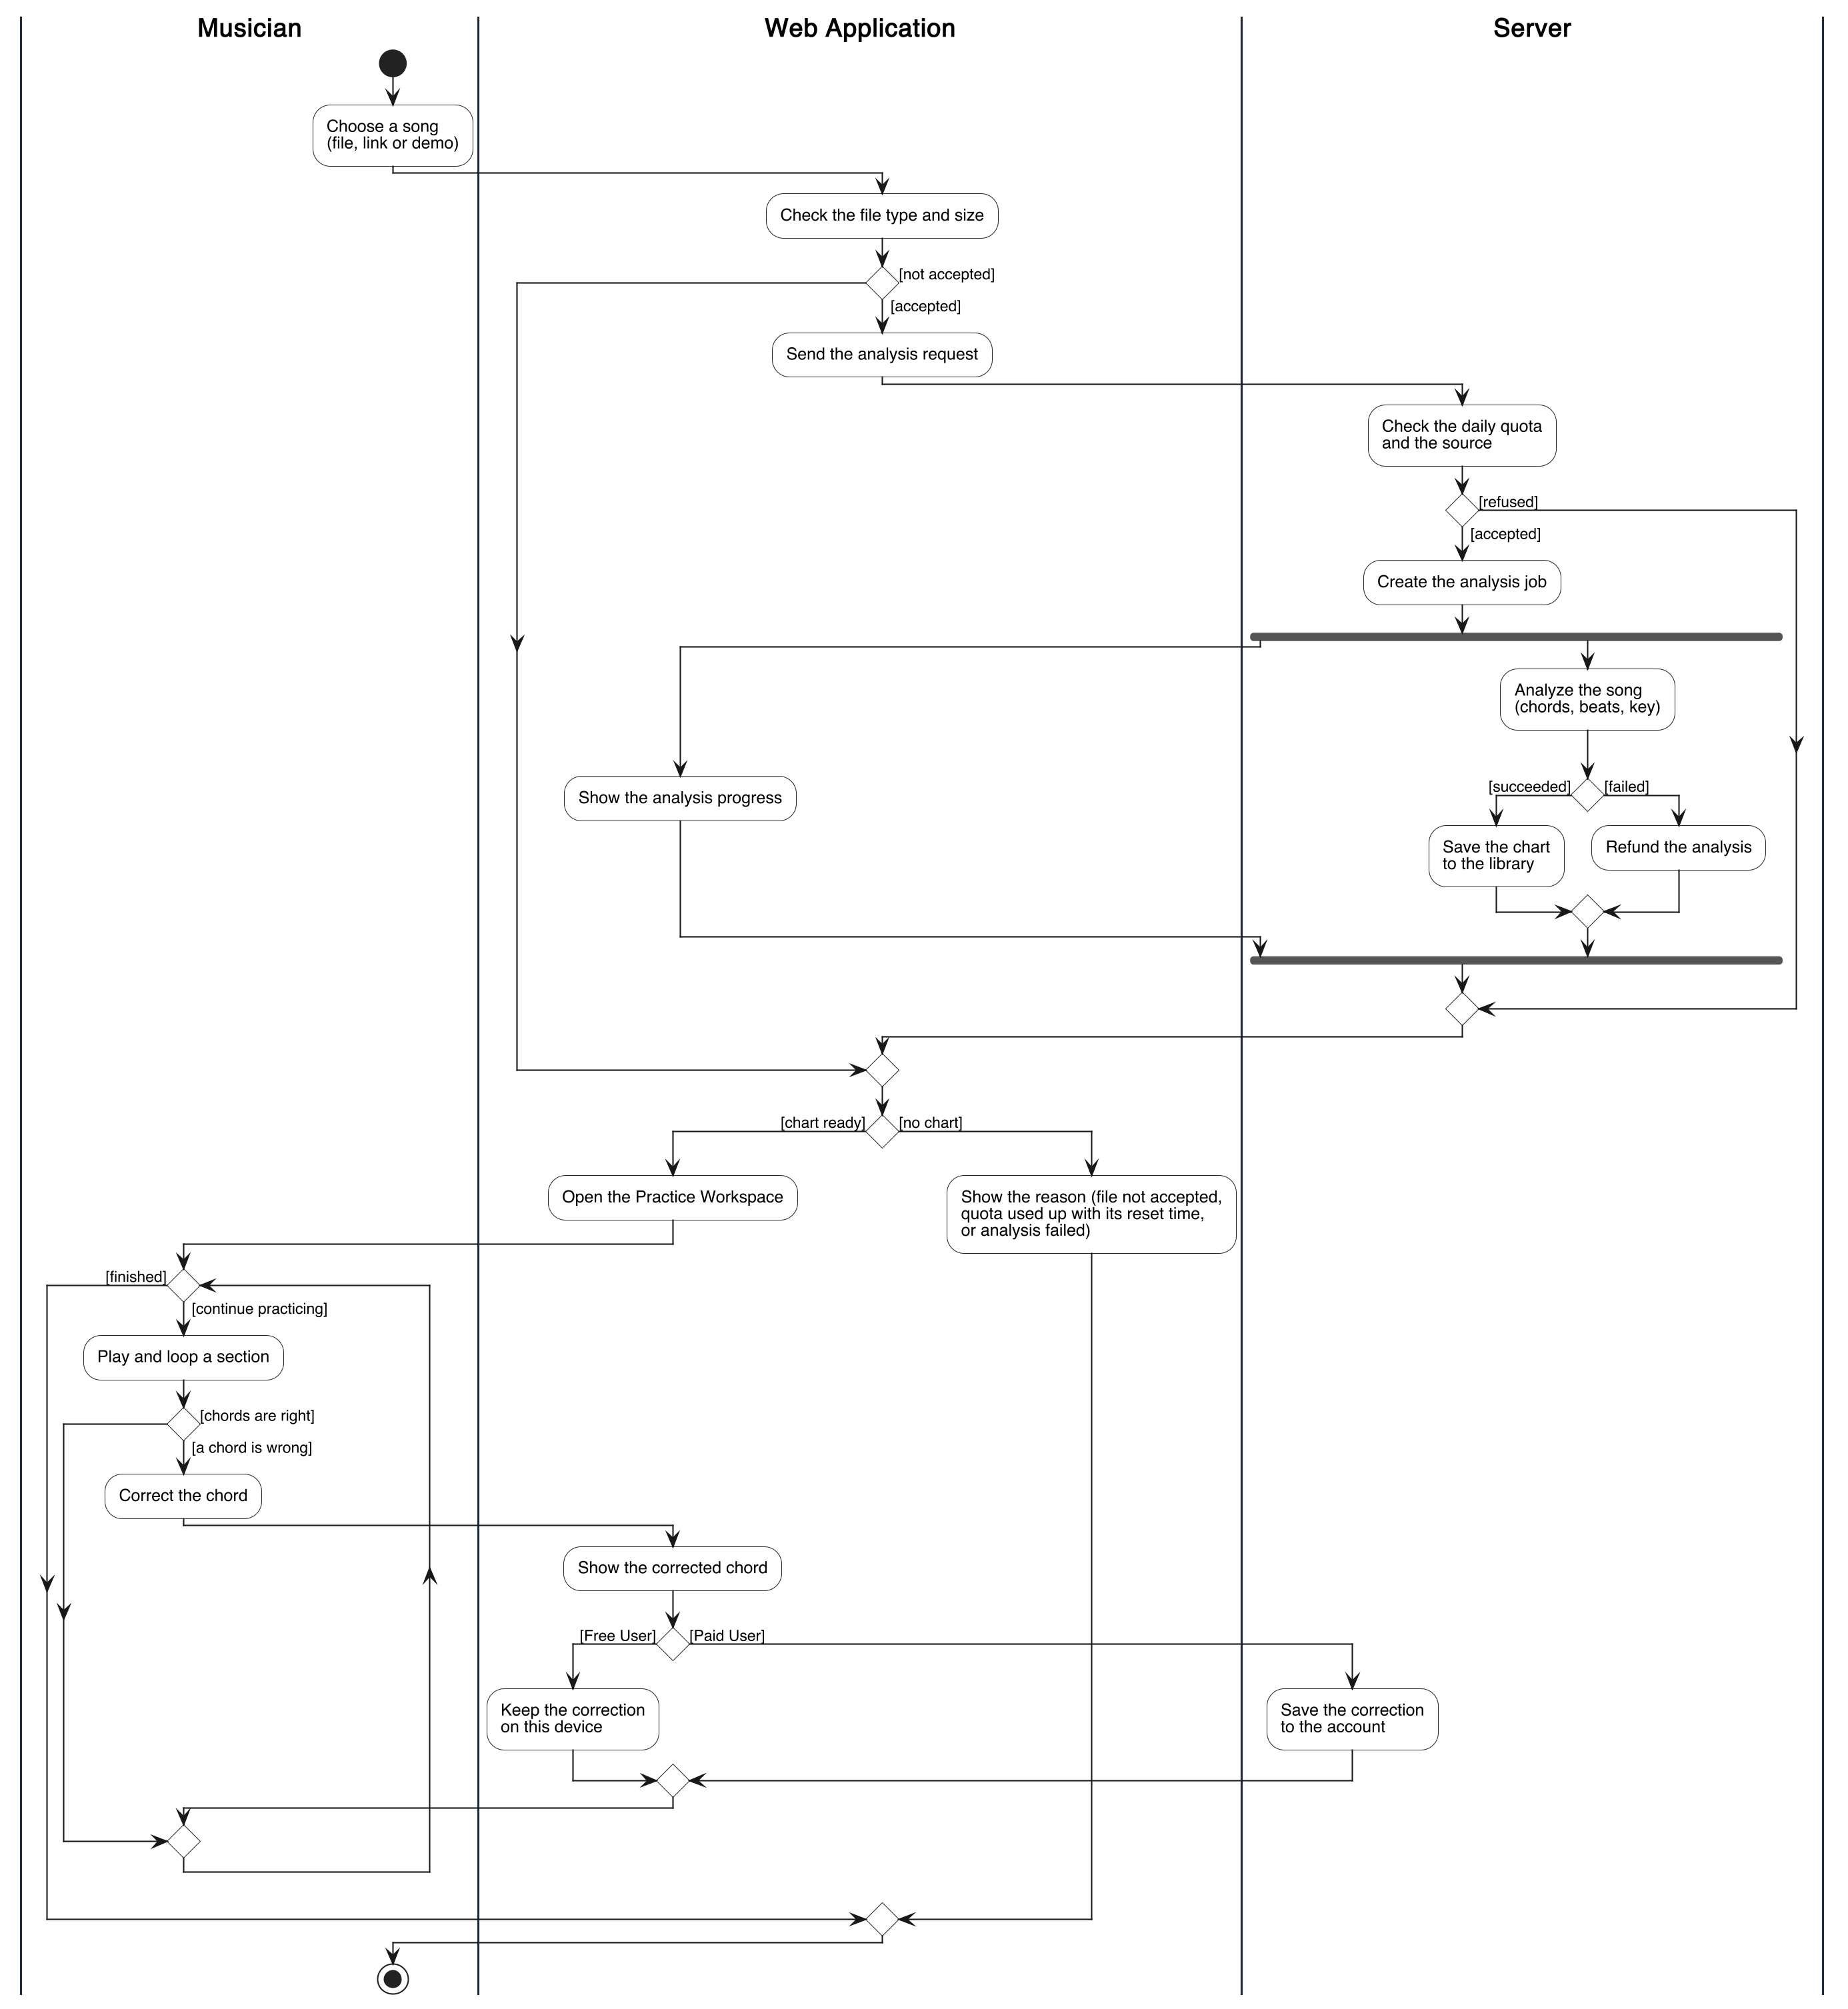 Musician
Web Application
Server
Choose a song
(file, link or demo)
Check the file type and size
[not accepted]
[accepted]
Send the analysis request
Check the daily quota
and the source
[refused]
[accepted]
Create the analysis job
Analyze the song
(chords, beats, key)
Show the analysis progress
[succeeded]
[failed]
Save the chart
to the library
Refund the analysis
[chart ready]
[no chart]
Open the Practice Workspace
Show the reason (file not accepted,
quota used up with its reset time,
or analysis failed)
[finished]
[continue practicing]
Play and loop a section
[chords are right]
[a chord is wrong]
Correct the chord
Show the corrected chord
[Free User]
[Paid User]
Keep the correction
on this device
Save the correction
to the account